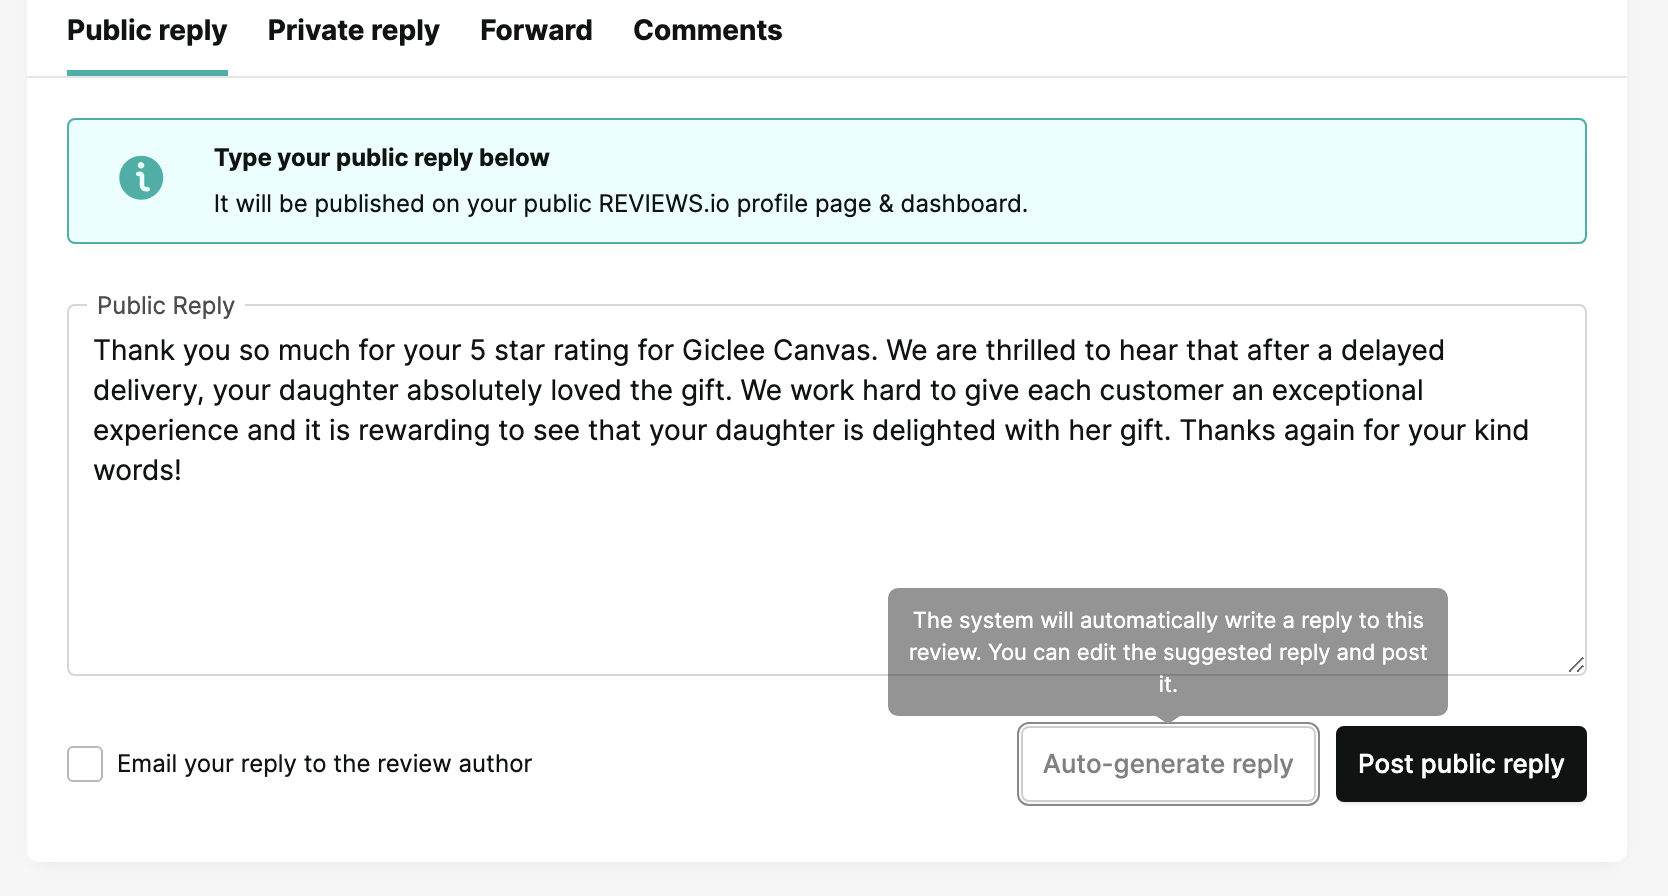 Public reply Private reply Forward Comments
Type your public reply below
It will be published on your public REVIEWS.io profile page & dashboard.
Public Reply
Thank you so much for your 5 star rating for Giclee Canvas. We are thrilled to hear that after a delayed
delivery, your daughter absolutely loved the gift. We work hard to give each customer an exceptional
experience and it is rewarding to see that your daughter is delighted with her gift. Thanks again for your kind
words!
The system will automatically write a reply to this
review. You can edit the suggested reply and post
it.
Email your reply to the review author
Auto-generate reply
Post public reply